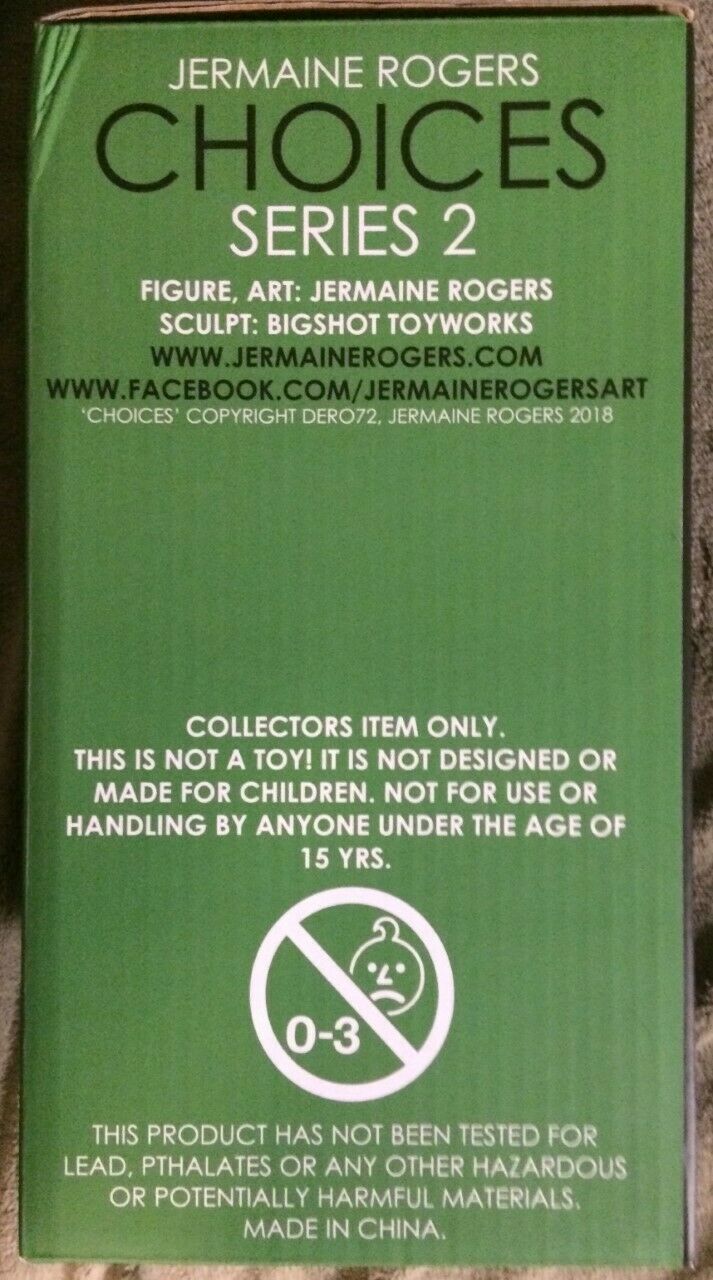 JERMAINE ROGERS
CHOICES
SERIES 2
FIGURE, ART: JERMAINE ROGERS
SCULPT: BIGSHOT TOYWORKS
WWW.JERMAINEROGERS.COM
WWW.FACEBOOK.COM/JERMAINEROGERSART
'CHOICES' COPYRIGHT DERO72, JERMAINE ROGERS 2018
COLLECTORS ITEM ONLY.
THIS IS NOT A TOY! IT IS NOT DESIGNED OR
MADE FOR CHILDREN. NOT FOR USE OR
HANDLING BY ANYONE UNDER THE AGE OF
15 YRS.
0-3
THIS PRODUCT HAS NOT BEEN TESTED FOR
LEAD, PTHALATES OR ANY OTHER HAZARDOUS
OR POTENTIALLY HARMFUL MATERIALS.
MADE IN CHINA.